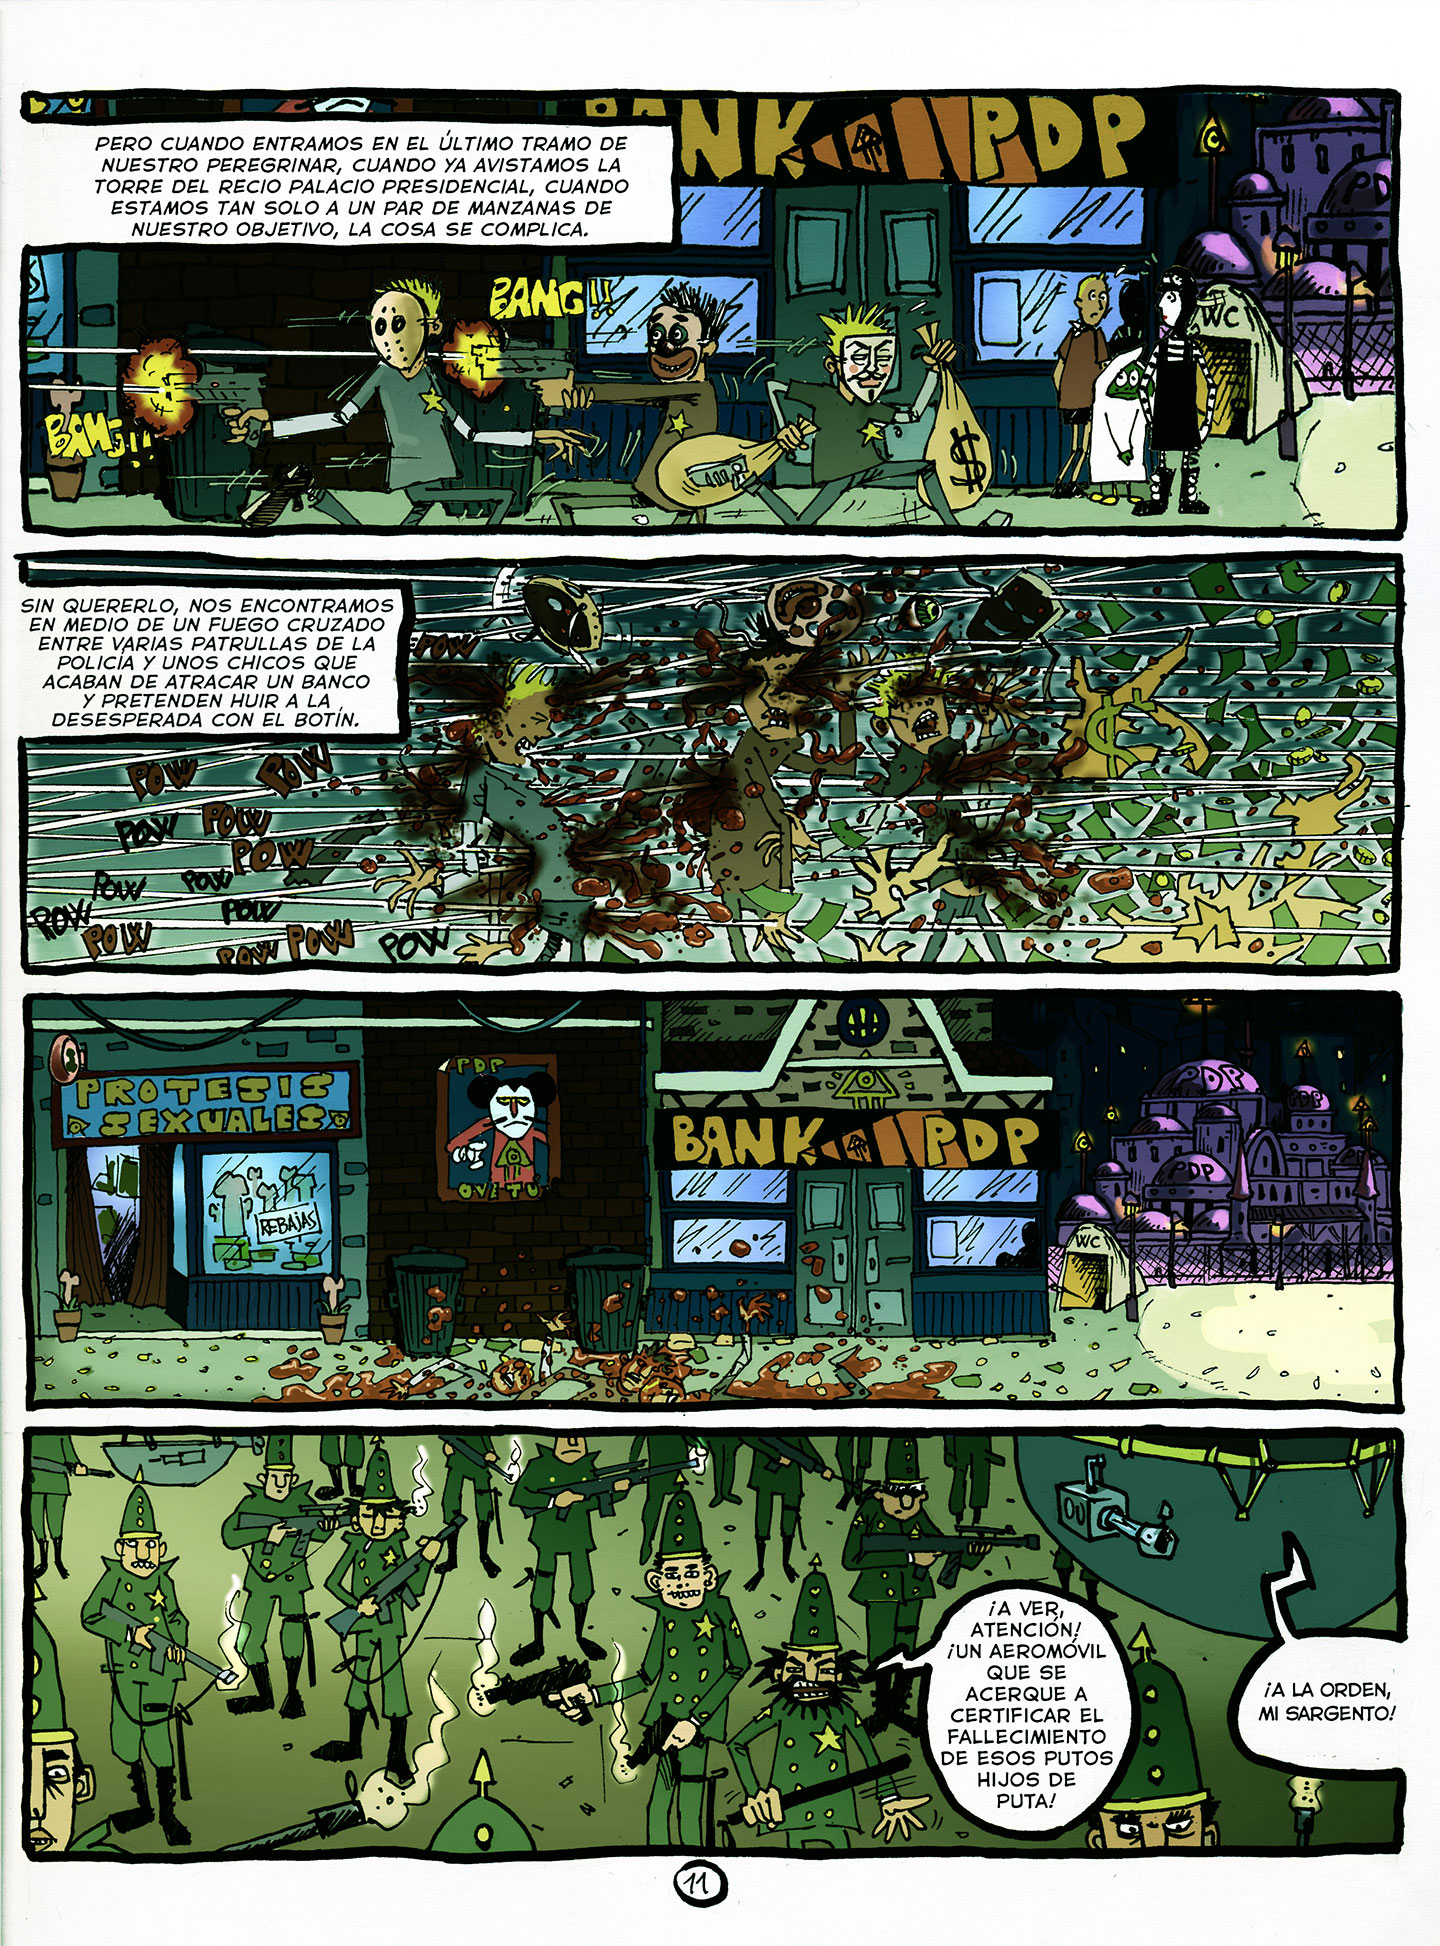 PERO CUANDO ENTRAMOS EN EL ÚLTIMO TRAMO DE
NUESTRO PEREGRINAR, CUANDO YA AVISTAMOS LA
TORRE DEL RECIO PALACIO PRESIDENCIAL, CUANDO
ESTAMOS TAN SOLO A UN PAR DE MANZANAS DE
NUESTRO OBJETIVO, LA COSA SE COMPLICA.
BANK PDP
PD
BANG!!
WC
BANG!!
$
SIN QUERERLO, NOS ENCONTRAMOS
EN MEDIO DE UN FUEGO CRUZADO
ENTRE VARIAS PATRULLAS DE LA
POLICÍA Y UNOS CHICOS QUE
ACABAN DE ATRACAR UN BANCO
Y PRETENDEN HUIR A LA
DESESPERADA CON EL BOTÍN.
POW
$
POW POW
POW POW
POW
POW POW
POW POW
POW POW POW POW
PROTESIS
SEXUALES
REBAJAS
PDP
OYE TÚ
BANK PDP
PDP
PDP
PDP
WC
¡A VER,
ATENCIÓN!
¡UN AEROMÓVIL
QUE SE
ACERQUE A
CERTIFICAR EL
FALLECIMIENTO
DE ESOS PUTOS
HIJOS DE
PUTA!
¡A LA ORDEN,
MI SARGENTO!
11